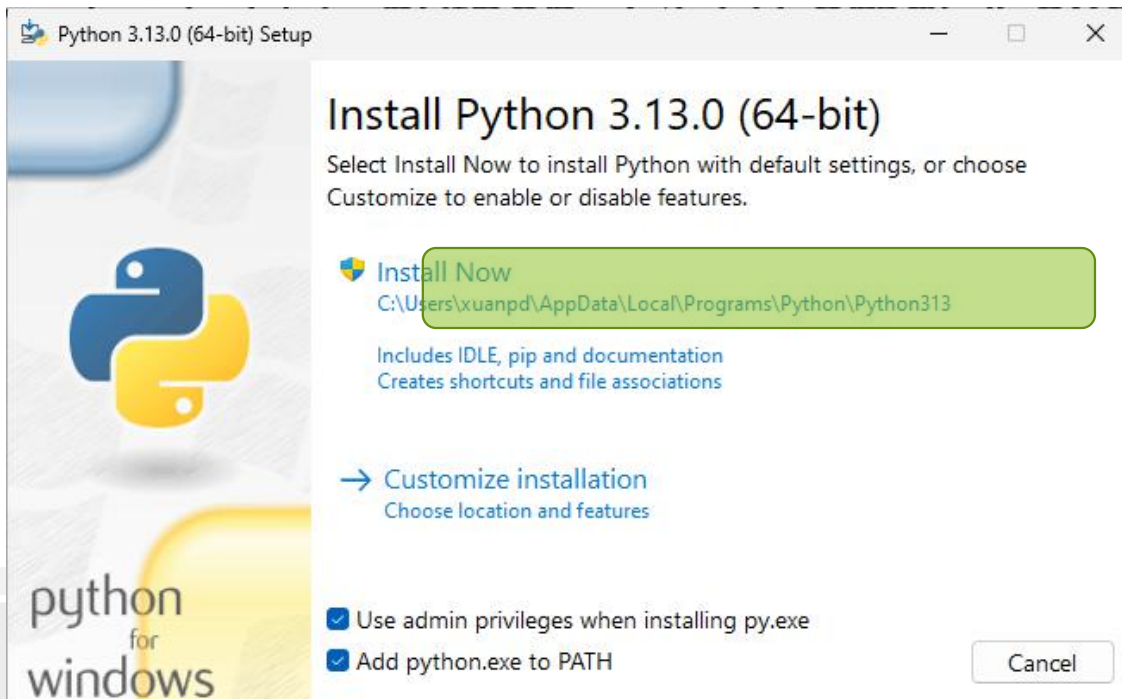 Python 3.13.0 (64-bit) Setup
Install Python 3.13.0 (64-bit)
Select Install Now to install Python with default settings, or choose
Customize to enable or disable features.
Install Now
C:\Users\xuanpd\AppData\Local\Programs\Python\Python313
Includes IDLE, pip and documentation
Creates shortcuts and file associations
Customize installation
Choose location and features
python
for
windows
Use admin privileges when installing py.exe
Add python.exe to PATH
Cancel